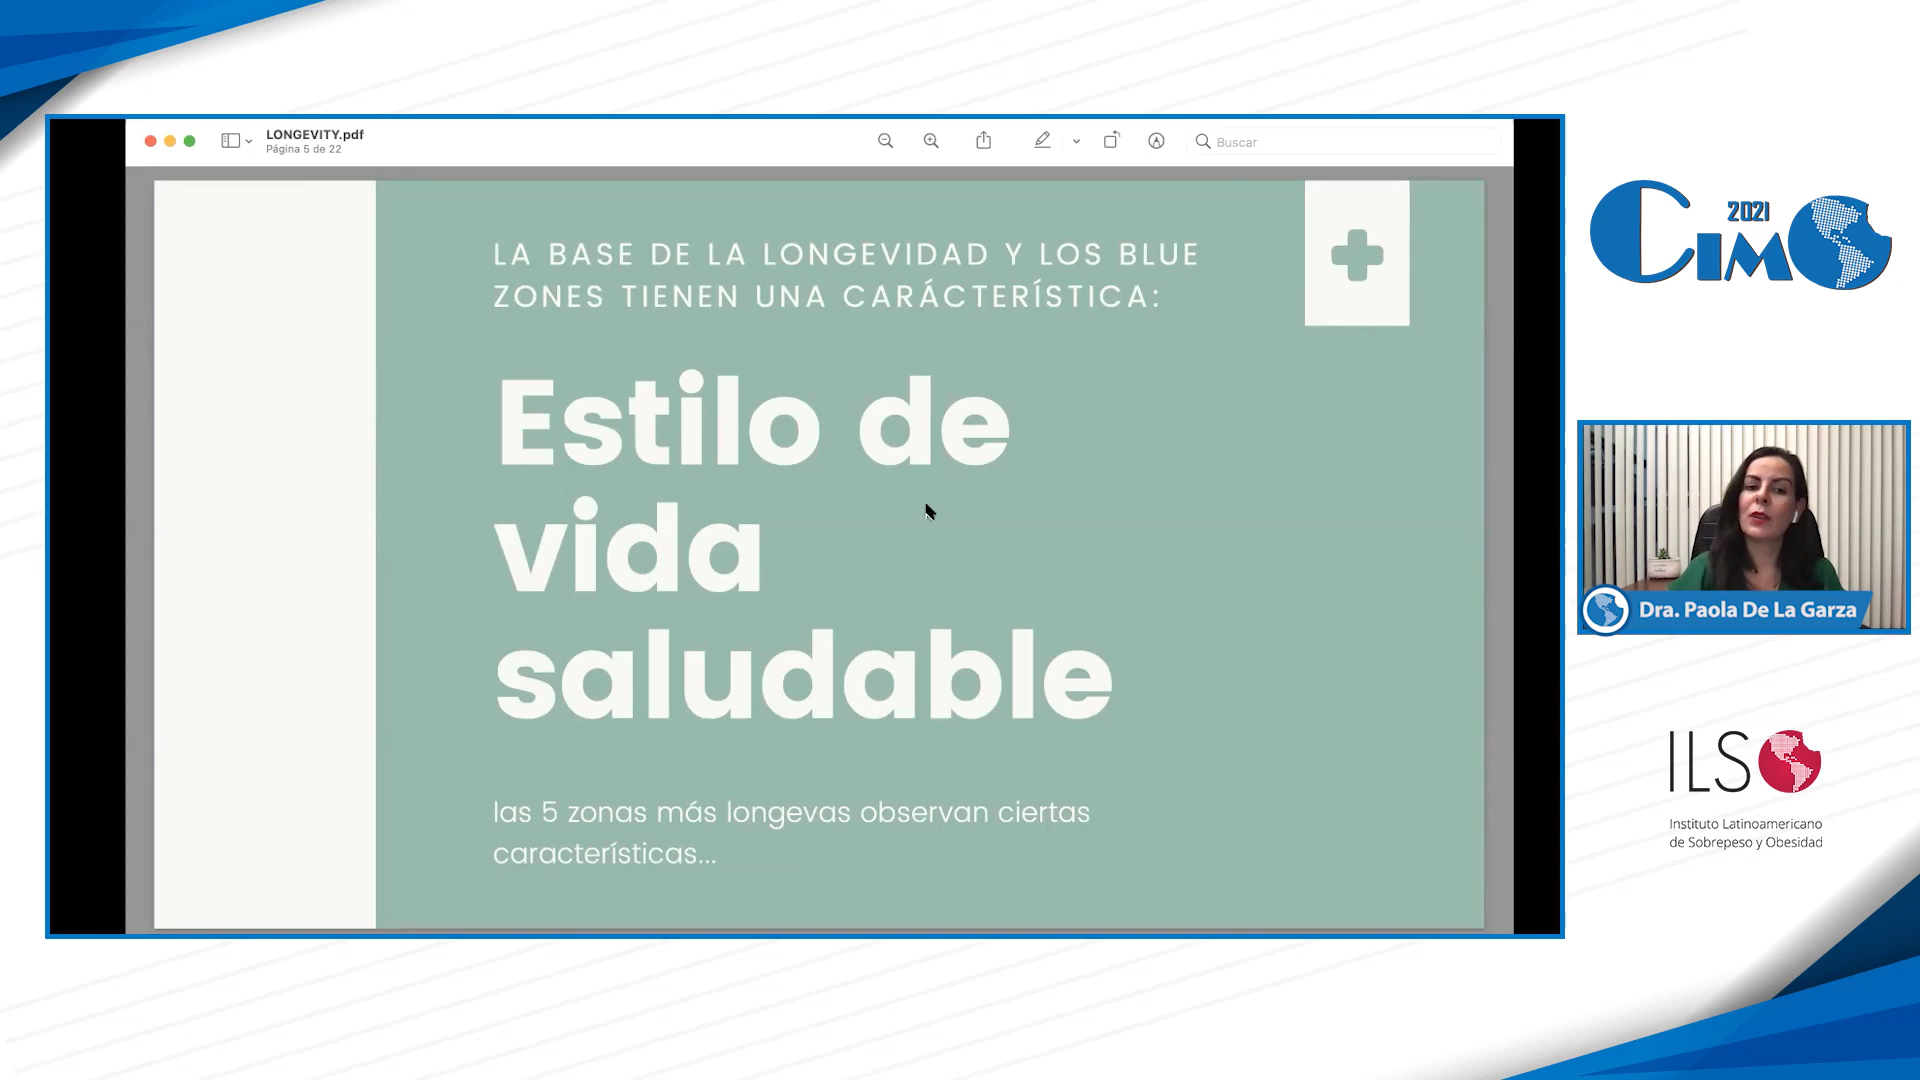 LONGEVITY.pdf
Página 5 de 22
Buscar
LA BASE DE LA LONGEVIDAD Y LOS BLUE
ZONES TIENEN UNA CARÁCTERÍSTICA:
Estilo de
vida
saludable
las 5 zonas más longevas observan ciertas
características...
2021
CIMO
Dra. Paola De La Garza
ILSO
Instituto Latinoamericano
de Sobrepeso y Obesidad